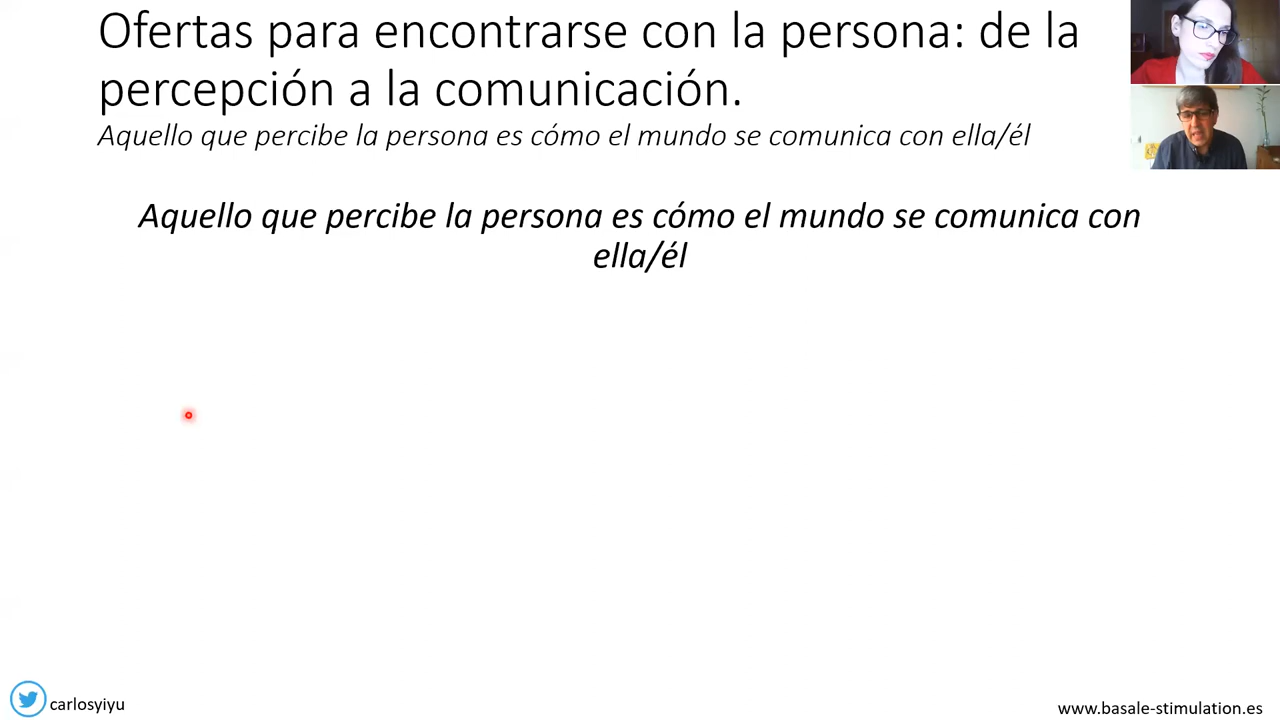 Ofertas para encontrarse con la persona: de la
percepción a la comunicación.
Aquello que percibe la persona es cómo el mundo se comunica con ella/él
Aquello que percibe la persona es cómo el mundo se comunica con
ella/él
carlosyiyu
www.basale-stimulation.es